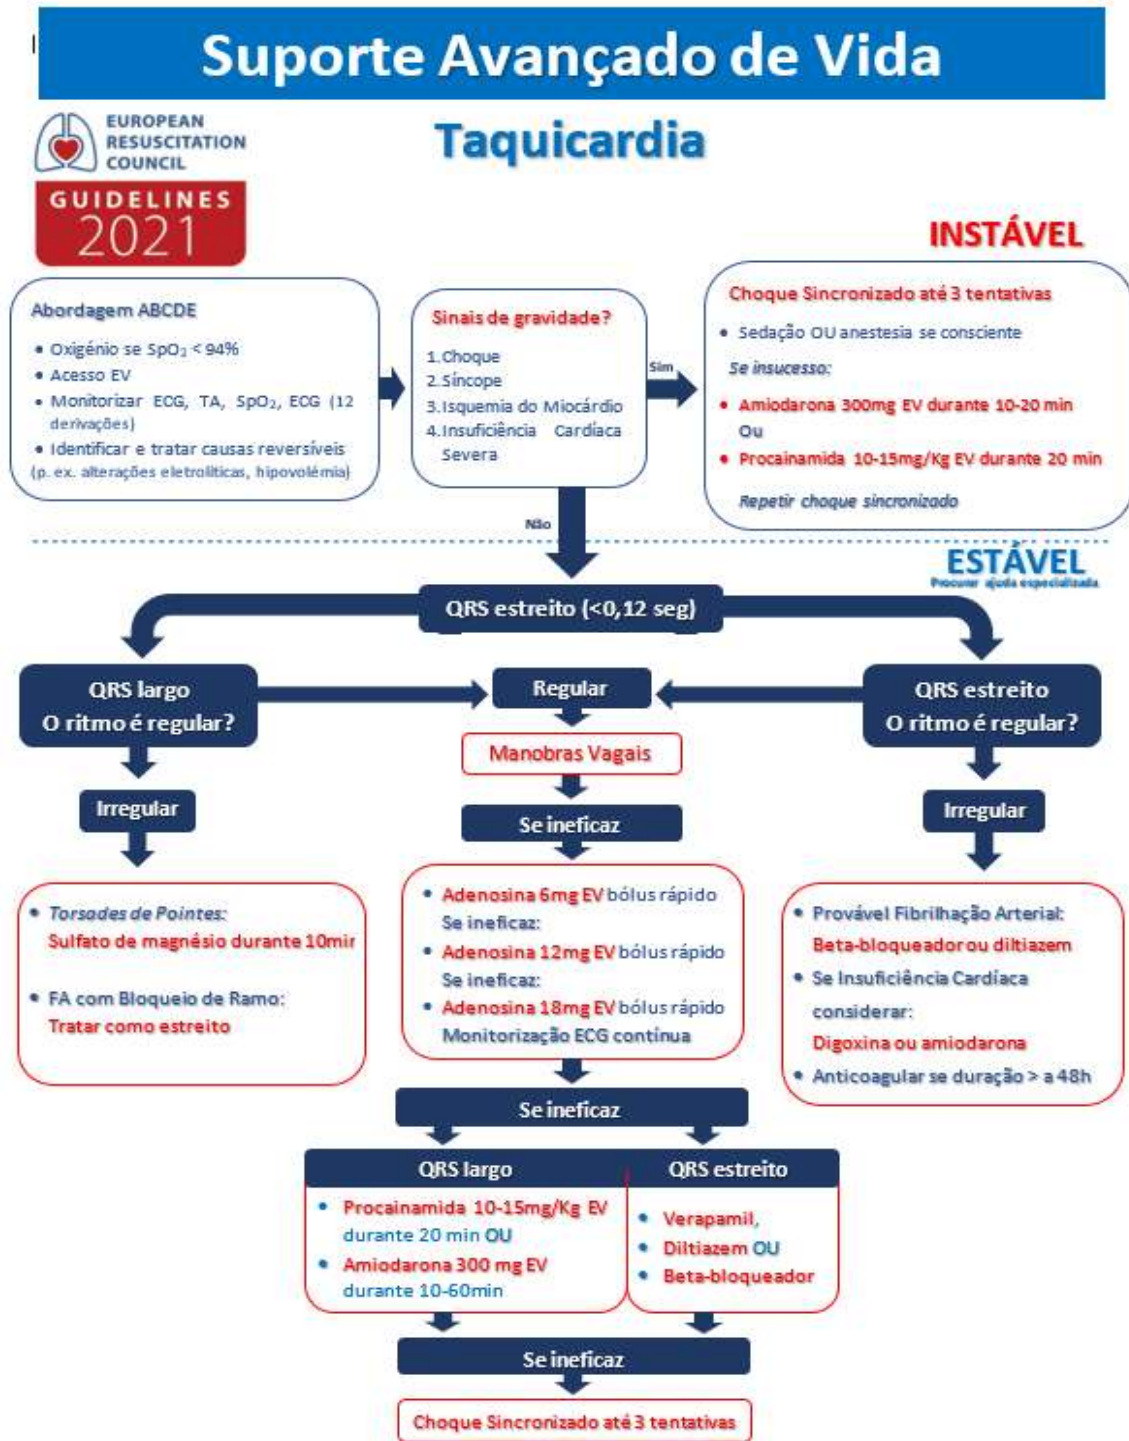 Suporte Avançado de Vida
EUROPEAN
RESUSCITATION
COUNCIL
GUIDELINES
2021
Taquicardia
INSTÁVEL
Abordagem ABCDE
• Oxigénio se SpO₂ < 94%
• Acesso EV
• Monitorizar ECG, TA, SpO₂, ECG (12
derivações)
• Identificar e tratar causas reversíveis
(p. ex. alterações eletrolíticas, hipovolémia)
Sinais de gravidade?
1. Choque
2. Síncope
3. Isquemia do Miocárdio
4. Insuficiência Cardíaca
Severa
Sim
Choque Sincronizado até 3 tentativas
• Sedação OU anestesia se consciente
Se insucesso:
• Amiodarona 300mg EV durante 10-20 min
Ou
• Procainamida 10-15mg/Kg EV durante 20 min
Repetir choque sincronizado
Não
ESTÁVEL
Procurar ajuda especializada
QRS estreito (<0,12 seg)
QRS largo
O ritmo é regular?
Regular
QRS estreito
O ritmo é regular?
Manobras Vagais
Irregular
Se ineficaz
Irregular
• Torsades de Pointes:
Sulfato de magnésio durante 10min
• FA com Bloqueio de Ramo:
Tratar como estreito
• Adenosina 6mg EV bólus rápido
Se ineficaz:
• Adenosina 12mg EV bólus rápido
Se ineficaz:
• Adenosina 18mg EV bólus rápido
Monitorização ECG contínua
• Provável Fibrilhação Arterial:
Beta-bloqueador ou diltiazem
• Se Insuficiência Cardíaca
considerar:
Digoxina ou amiodarona
• Anticoagular se duração > a 48h
Se ineficaz
QRS largo
• Procainamida 10-15mg/Kg EV
durante 20 min OU
• Amiodarona 300 mg EV
durante 10-60min
QRS estreito
• Verapamil,
• Diltiazem OU
• Beta-bloqueador
Se ineficaz
Choque Sincronizado até 3 tentativas